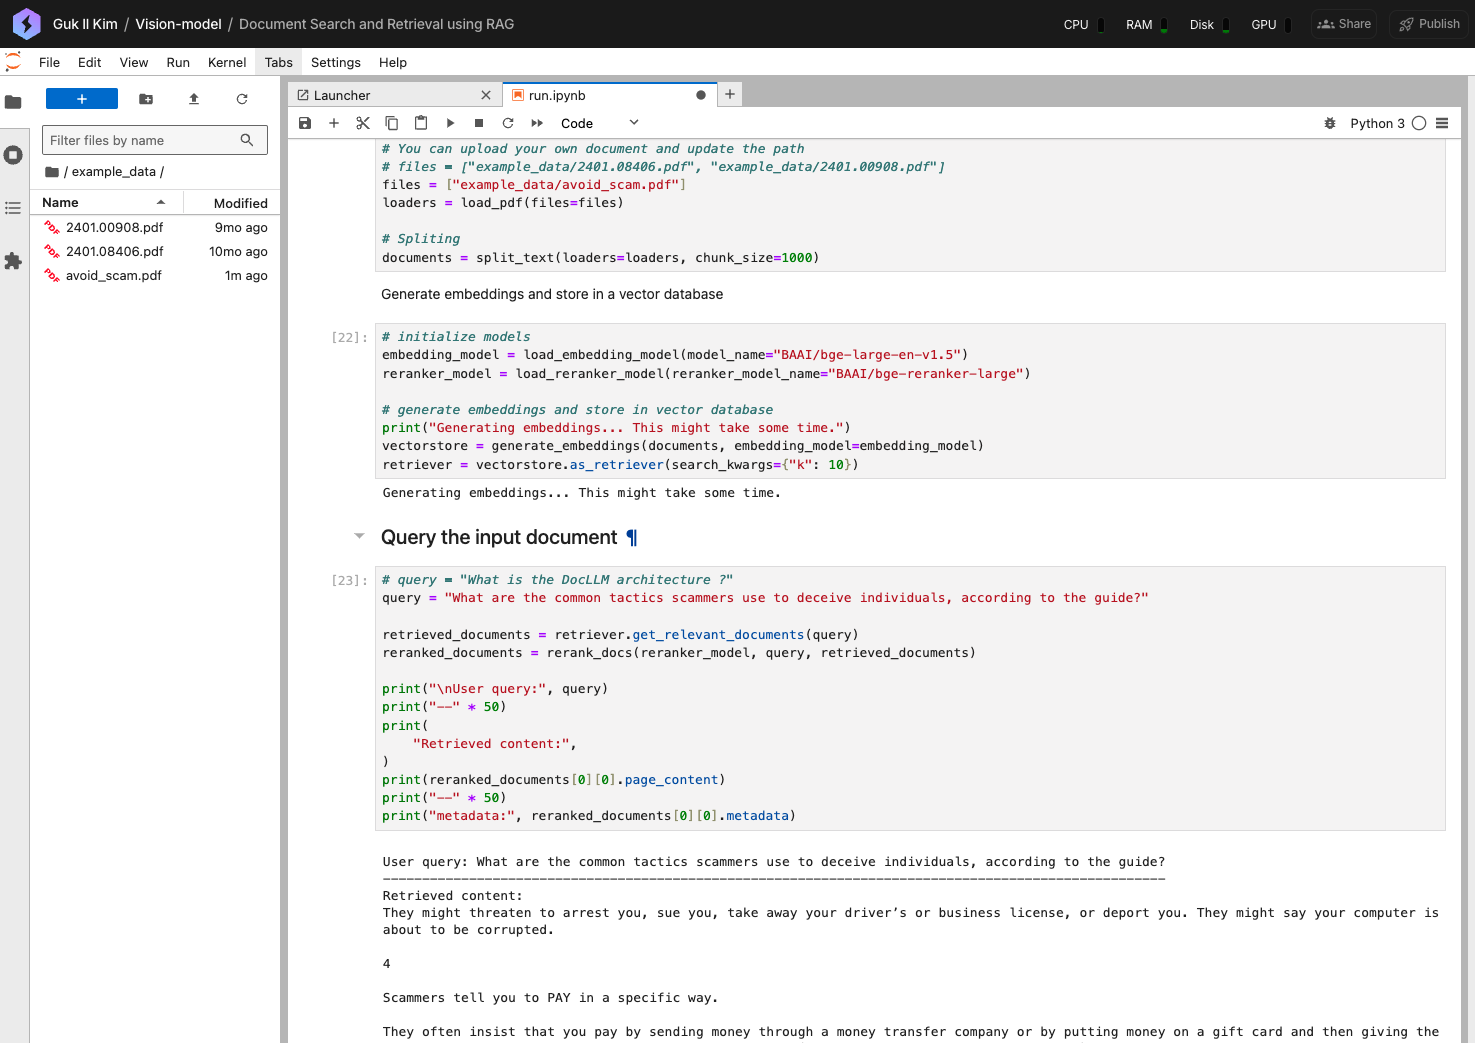 Guk Il Kim / Vision-model / Document Search and Retrieval using RAG
CPU RAM Disk GPU Share Publish
File Edit View Run Kernel Tabs Settings Help
+
Filter files by name
/ example_data /
Name Modified
2401.00908.pdf 9mo ago
2401.08406.pdf 10mo ago
avoid_scam.pdf 1m ago
Launcher
run.ipynb
Code
Python 3
# You can upload your own document and update the path
# files = ["example_data/2401.08406.pdf", "example_data/2401.00908.pdf"]
files = ["example_data/avoid_scam.pdf"]
loaders = load_pdf(files=files)
# Spliting
documents = split_text(loaders=loaders, chunk_size=1000)
Generate embeddings and store in a vector database
[22]:
# initialize models
embedding_model = load_embedding_model(model_name="BAAI/bge-large-en-v1.5")
reranker_model = load_reranker_model(reranker_model_name="BAAI/bge-reranker-large")
# generate embeddings and store in vector database
print("Generating embeddings... This might take some time.")
vectorstore = generate_embeddings(documents, embedding_model=embedding_model)
retriever = vectorstore.as_retriever(search_kwargs={"k": 10})
Generating embeddings... This might take some time.
Query the input document ¶
[23]:
# query = "What is the DocLLM architecture ?"
query = "What are the common tactics scammers use to deceive individuals, according to the guide?"
retrieved_documents = retriever.get_relevant_documents(query)
reranked_documents = rerank_docs(reranker_model, query, retrieved_documents)
print("\nUser query:", query)
print("--" * 50)
print(
"Retrieved content:",
)
print(reranked_documents[0][0].page_content)
print("--" * 50)
print("metadata:", reranked_documents[0][0].metadata)
User query: What are the common tactics scammers use to deceive individuals, according to the guide?
----------------------------------------------------------------------------------------------------
Retrieved content:
They might threaten to arrest you, sue you, take away your driver’s or business license, or deport you. They might say your computer is
about to be corrupted.
4
Scammers tell you to PAY in a specific way.
They often insist that you pay by sending money through a money transfer company or by putting money on a gift card and then giving the